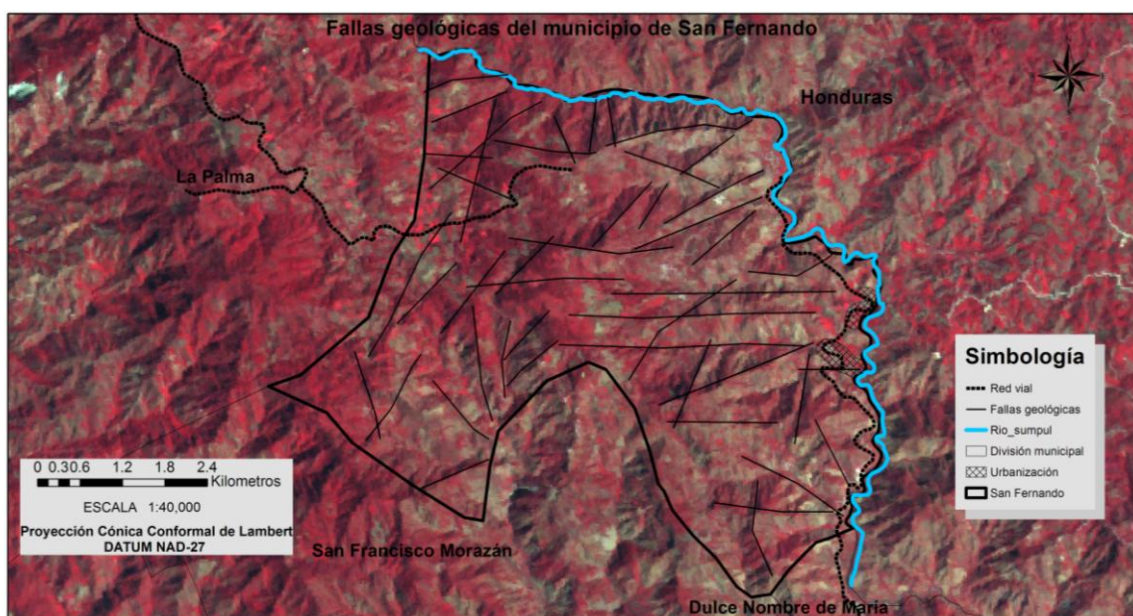 Fallas geológicas del municipio de San Fernando
Honduras
La Palma
Simbología
Red vial
Fallas geológicas
Rio_sumpul
División municipal
Urbanización
San Fernando
0 0.30.6 1.2 1.8 2.4
Kilometros
ESCALA 1:40,000
Proyección Cónica Conformal de Lambert
DATUM NAD-27
San Francisco Morazán
Dulce Nombre de María